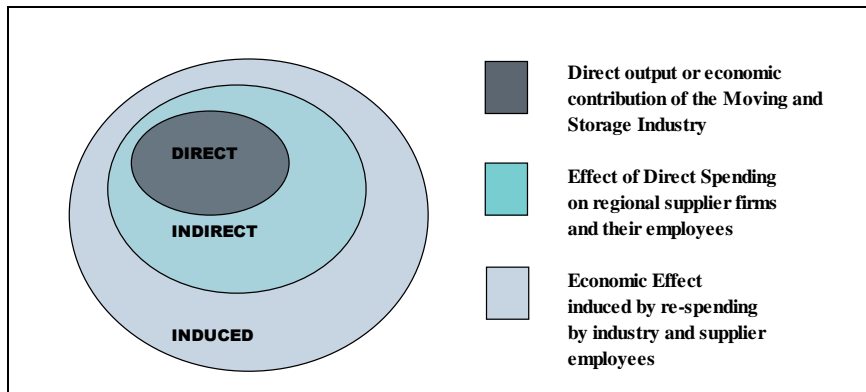 DIRECT
INDIRECT
INDUCED
Direct output or economic
contribution of the Moving and
Storage Industry
Effect of Direct Spending
on regional supplier firms
and their employees
Economic Effect
induced by re-spending
by industry and supplier
employees